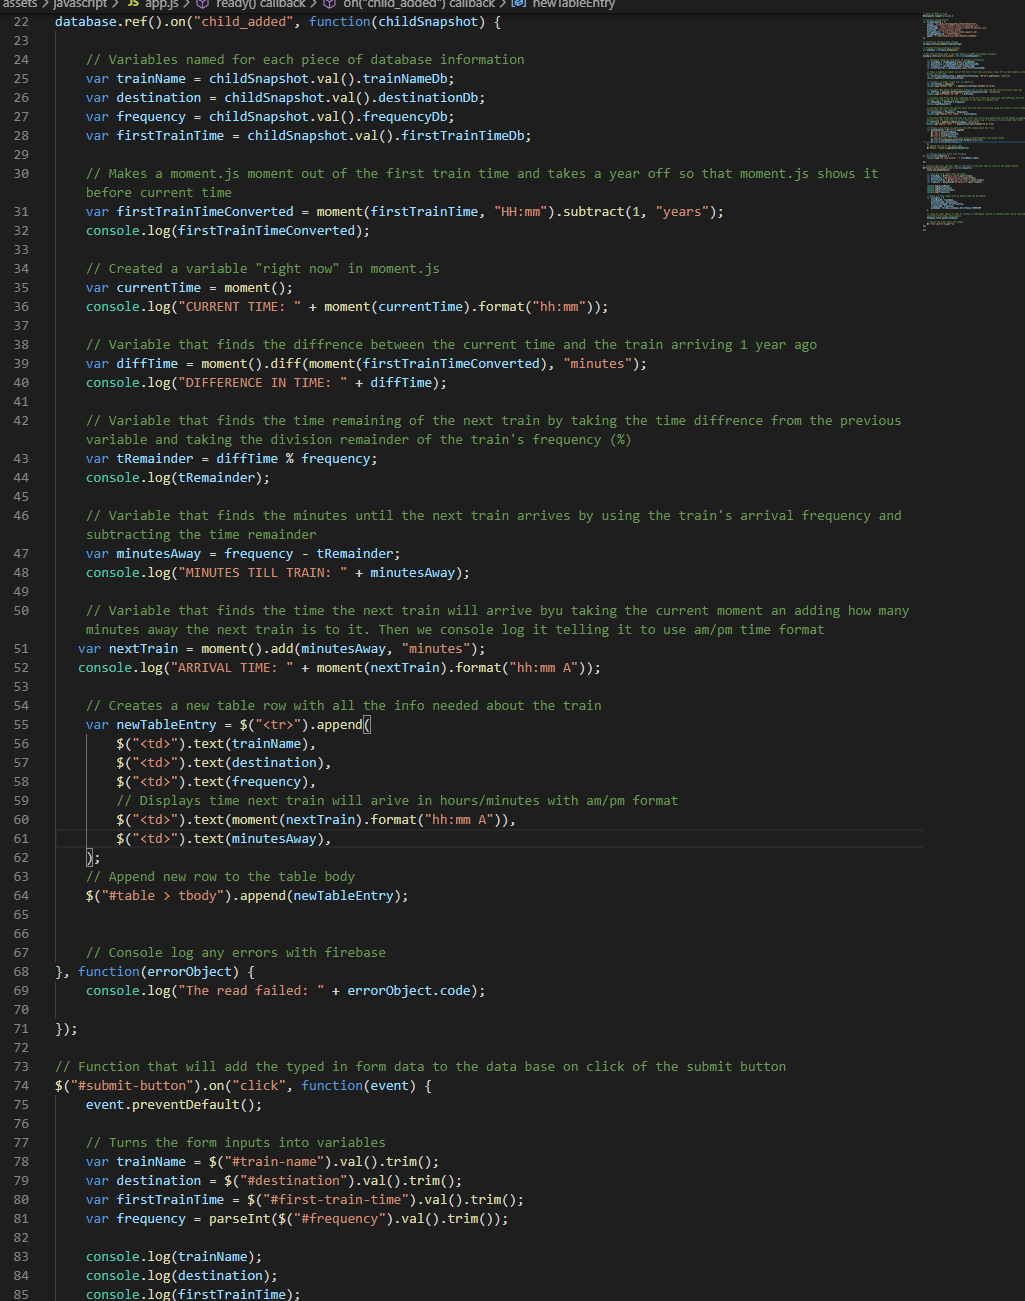 assets > javascript > JS app.js > ready() callback > on("child_added") callback > newTableEntry
22 database.ref().on("child_added", function(childSnapshot) {
23
24 // Variables named for each piece of database information
25 var trainName = childSnapshot.val().trainNameDb;
26 var destination = childSnapshot.val().destinationDb;
27 var frequency = childSnapshot.val().frequencyDb;
28 var firstTrainTime = childSnapshot.val().firstTrainTimeDb;
29
30 // Makes a moment.js moment out of the first train time and takes a year off so that moment.js shows it
before current time
31 var firstTrainTimeConverted = moment(firstTrainTime, "HH:mm").subtract(1, "years");
32 console.log(firstTrainTimeConverted);
33
34 // Created a variable "right now" in moment.js
35 var currentTime = moment();
36 console.log("CURRENT TIME: " + moment(currentTime).format("hh:mm"));
37
38 // Variable that finds the diffrence between the current time and the train arriving 1 year ago
39 var diffTime = moment().diff(moment(firstTrainTimeConverted), "minutes");
40 console.log("DIFFERENCE IN TIME: " + diffTime);
41
42 // Variable that finds the time remaining of the next train by taking the time diffrence from the previous
variable and taking the division remainder of the train's frequency (%)
43 var tRemainder = diffTime % frequency;
44 console.log(tRemainder);
45
46 // Variable that finds the minutes until the next train arrives by using the train's arrival frequency and
subtracting the time remainder
47 var minutesAway = frequency - tRemainder;
48 console.log("MINUTES TILL TRAIN: " + minutesAway);
49
50 // Variable that finds the time the next train will arrive byu taking the current moment an adding how many
minutes away the next train is to it. Then we console log it telling it to use am/pm time format
51 var nextTrain = moment().add(minutesAway, "minutes");
52 console.log("ARRIVAL TIME: " + moment(nextTrain).format("hh:mm A"));
53
54 // Creates a new table row with all the info needed about the train
55 var newTableEntry = $("<tr>").append(
56 $("<td>").text(trainName),
57 $("<td>").text(destination),
58 $("<td>").text(frequency),
59 // Displays time next train will arive in hours/minutes with am/pm format
60 $("<td>").text(moment(nextTrain).format("hh:mm A")),
61 $("<td>").text(minutesAway),
62 );
63 // Append new row to the table body
64 $("#table > tbody").append(newTableEntry);
65
66
67 // Console log any errors with firebase
68 }, function(errorObject) {
69 console.log("The read failed: " + errorObject.code);
70
71 });
72
73 // Function that will add the typed in form data to the data base on click of the submit button
74 $("#submit-button").on("click", function(event) {
75 event.preventDefault();
76
77 // Turns the form inputs into variables
78 var trainName = $("#train-name").val().trim();
79 var destination = $("#destination").val().trim();
80 var firstTrainTime = $("#first-train-time").val().trim();
81 var frequency = parseInt($("#frequency").val().trim());
82
83 console.log(trainName);
84 console.log(destination);
85 console.log(firstTrainTime);